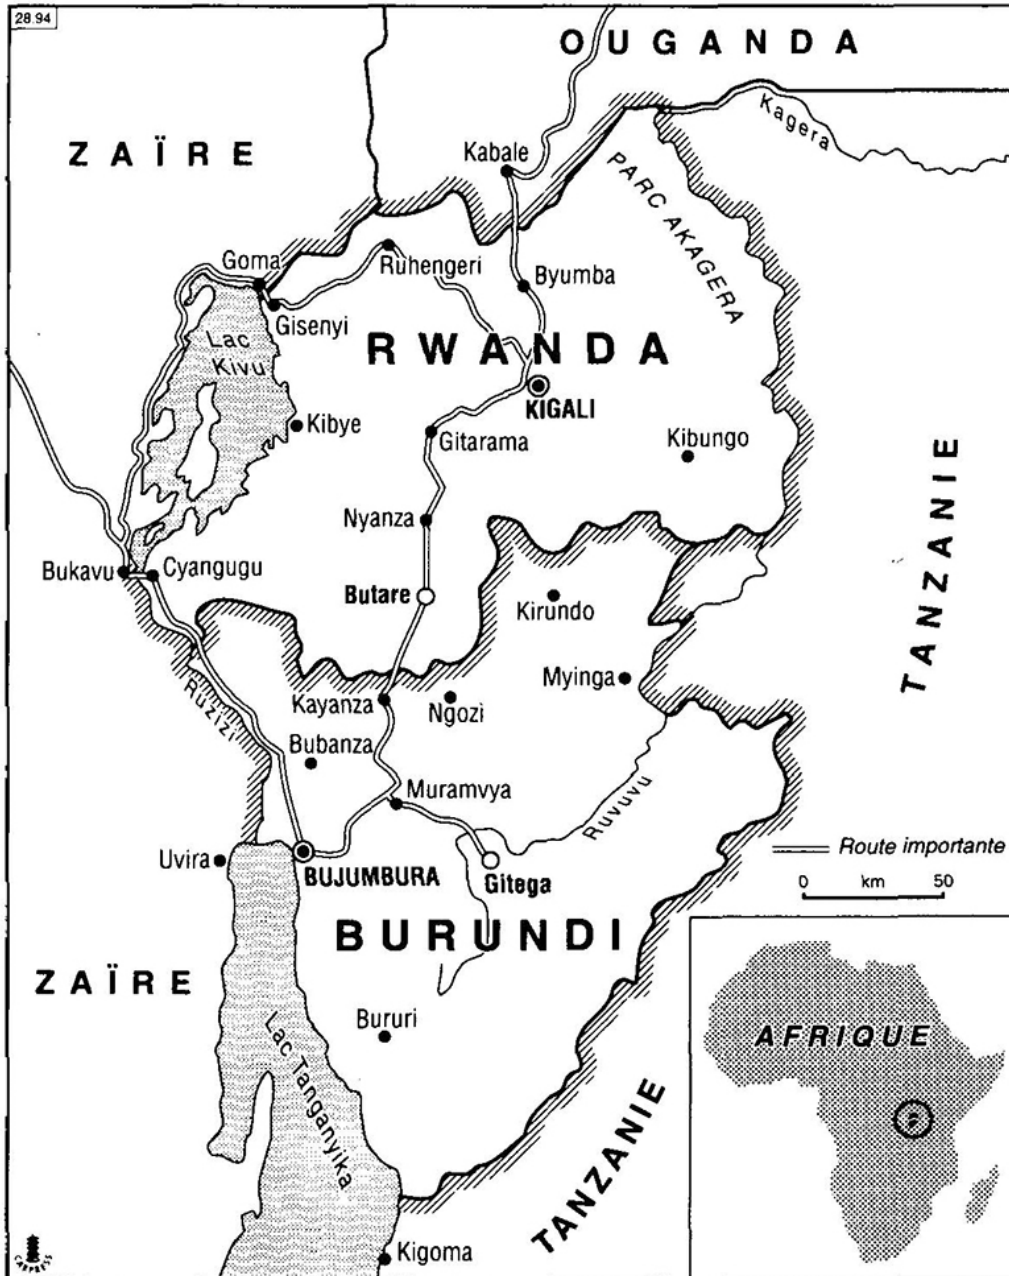 28.94
OUGANDA
ZAÏRE
Kagera
Kabale
PARC AKAGERA
Goma
Ruhengeri
Byumba
Gisenyi
Lac
Kivu
RWANDA
KIGALI
Kibye
Gitarama
Kibungo
TANZANIE
Nyanza
Bukavu
Cyangugu
Butare
Kirundo
Myinga
Ruzizi
Kayanza
Ngozi
Bubanza
Muramvya
Ruvuvu
Uvira
BUJUMBURA
Gitega
Route importante
0 km 50
BURUNDI
ZAÏRE
Bururi
Lac Tanganyika
AFRIQUE
TANZANIE
Kigoma
CARPRESS